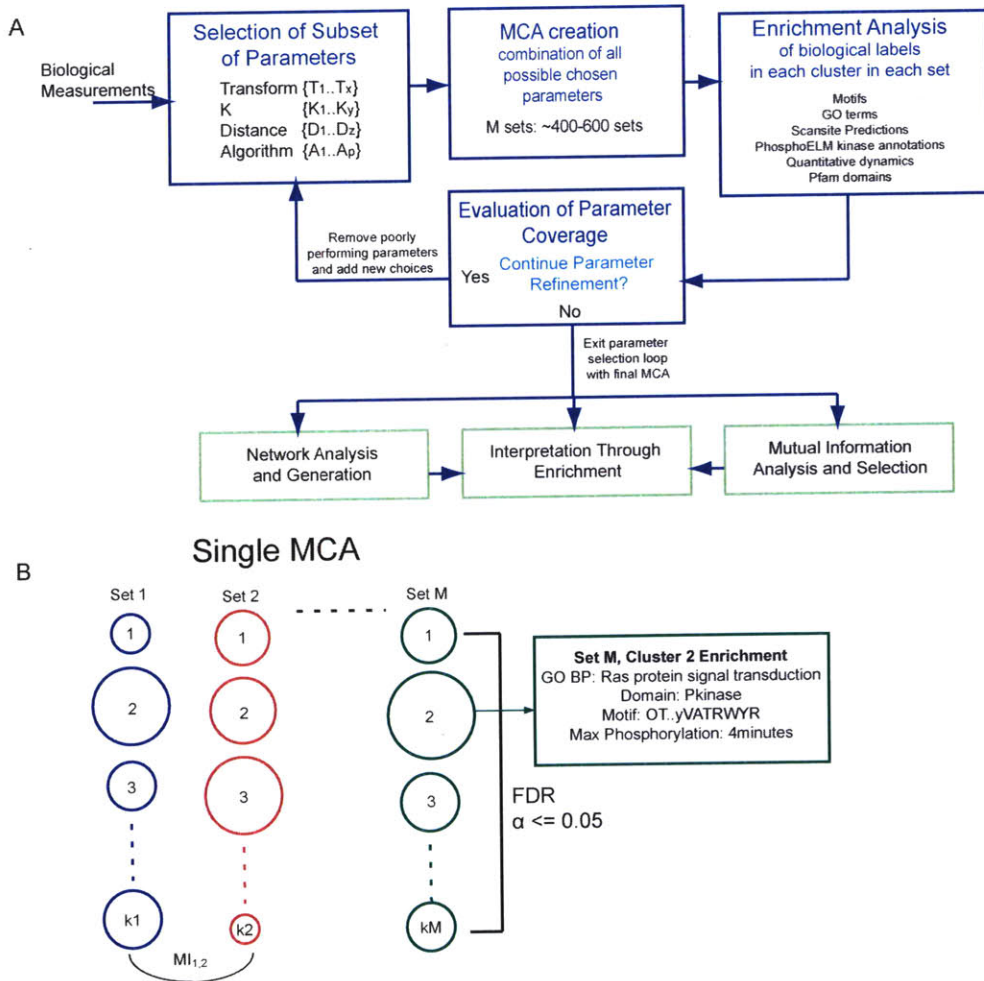 A
Biological
Measurements
Selection of Subset
of Parameters
Transform {T1..Tx}
K {K1..Ky}
Distance {D1..Dz}
Algorithm {A1..Ap}
MCA creation
combination of all
possible chosen
parameters
M sets: ~400-600 sets
Enrichment Analysis
of biological labels
in each cluster in each set
Motifs
GO terms
Scansite Predictions
PhosphoELM kinase annotations
Quantitative dynamics
Pfam domains
Remove poorly
performing parameters
and add new choices
Evaluation of Parameter
Coverage
Yes
Continue Parameter
Refinement?
No
Exit parameter
selection loop
with final MCA
Network Analysis
and Generation
Interpretation Through
Enrichment
Mutual Information
Analysis and Selection
B
Single MCA
Set 1
Set 2
Set M
1
2
3
k1
1
2
3
k2
MI1,2
1
2
3
kM
FDR
α <= 0.05
Set M, Cluster 2 Enrichment
GO BP: Ras protein signal transduction
Domain: Pkinase
Motif: OT..yVATRWYR
Max Phosphorylation: 4minutes